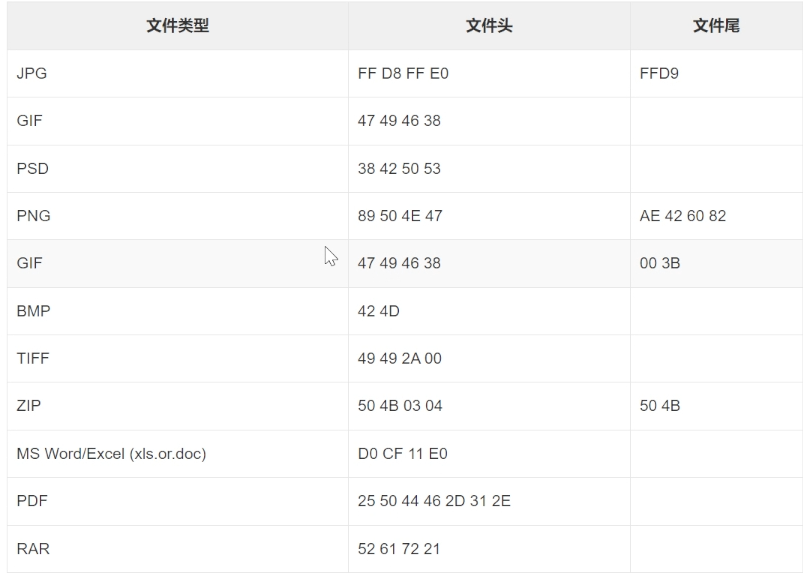 文件类型 文件头 文件尾
JPG FF D8 FF E0 FFD9
GIF 47 49 46 38
PSD 38 42 50 53
PNG 89 50 4E 47 AE 42 60 82
GIF 47 49 46 38 00 3B
BMP 42 4D
TIFF 49 49 2A 00
ZIP 50 4B 03 04 50 4B
MS Word/Excel (xls.or.doc) D0 CF 11 E0
PDF 25 50 44 46 2D 31 2E
RAR 52 61 72 21